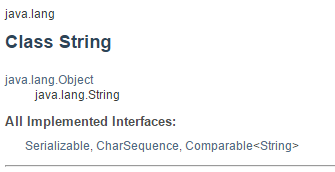 java.lang
Class String
java.lang.Object
java.lang.String
All Implemented Interfaces:
Serializable, CharSequence, Comparable<String>